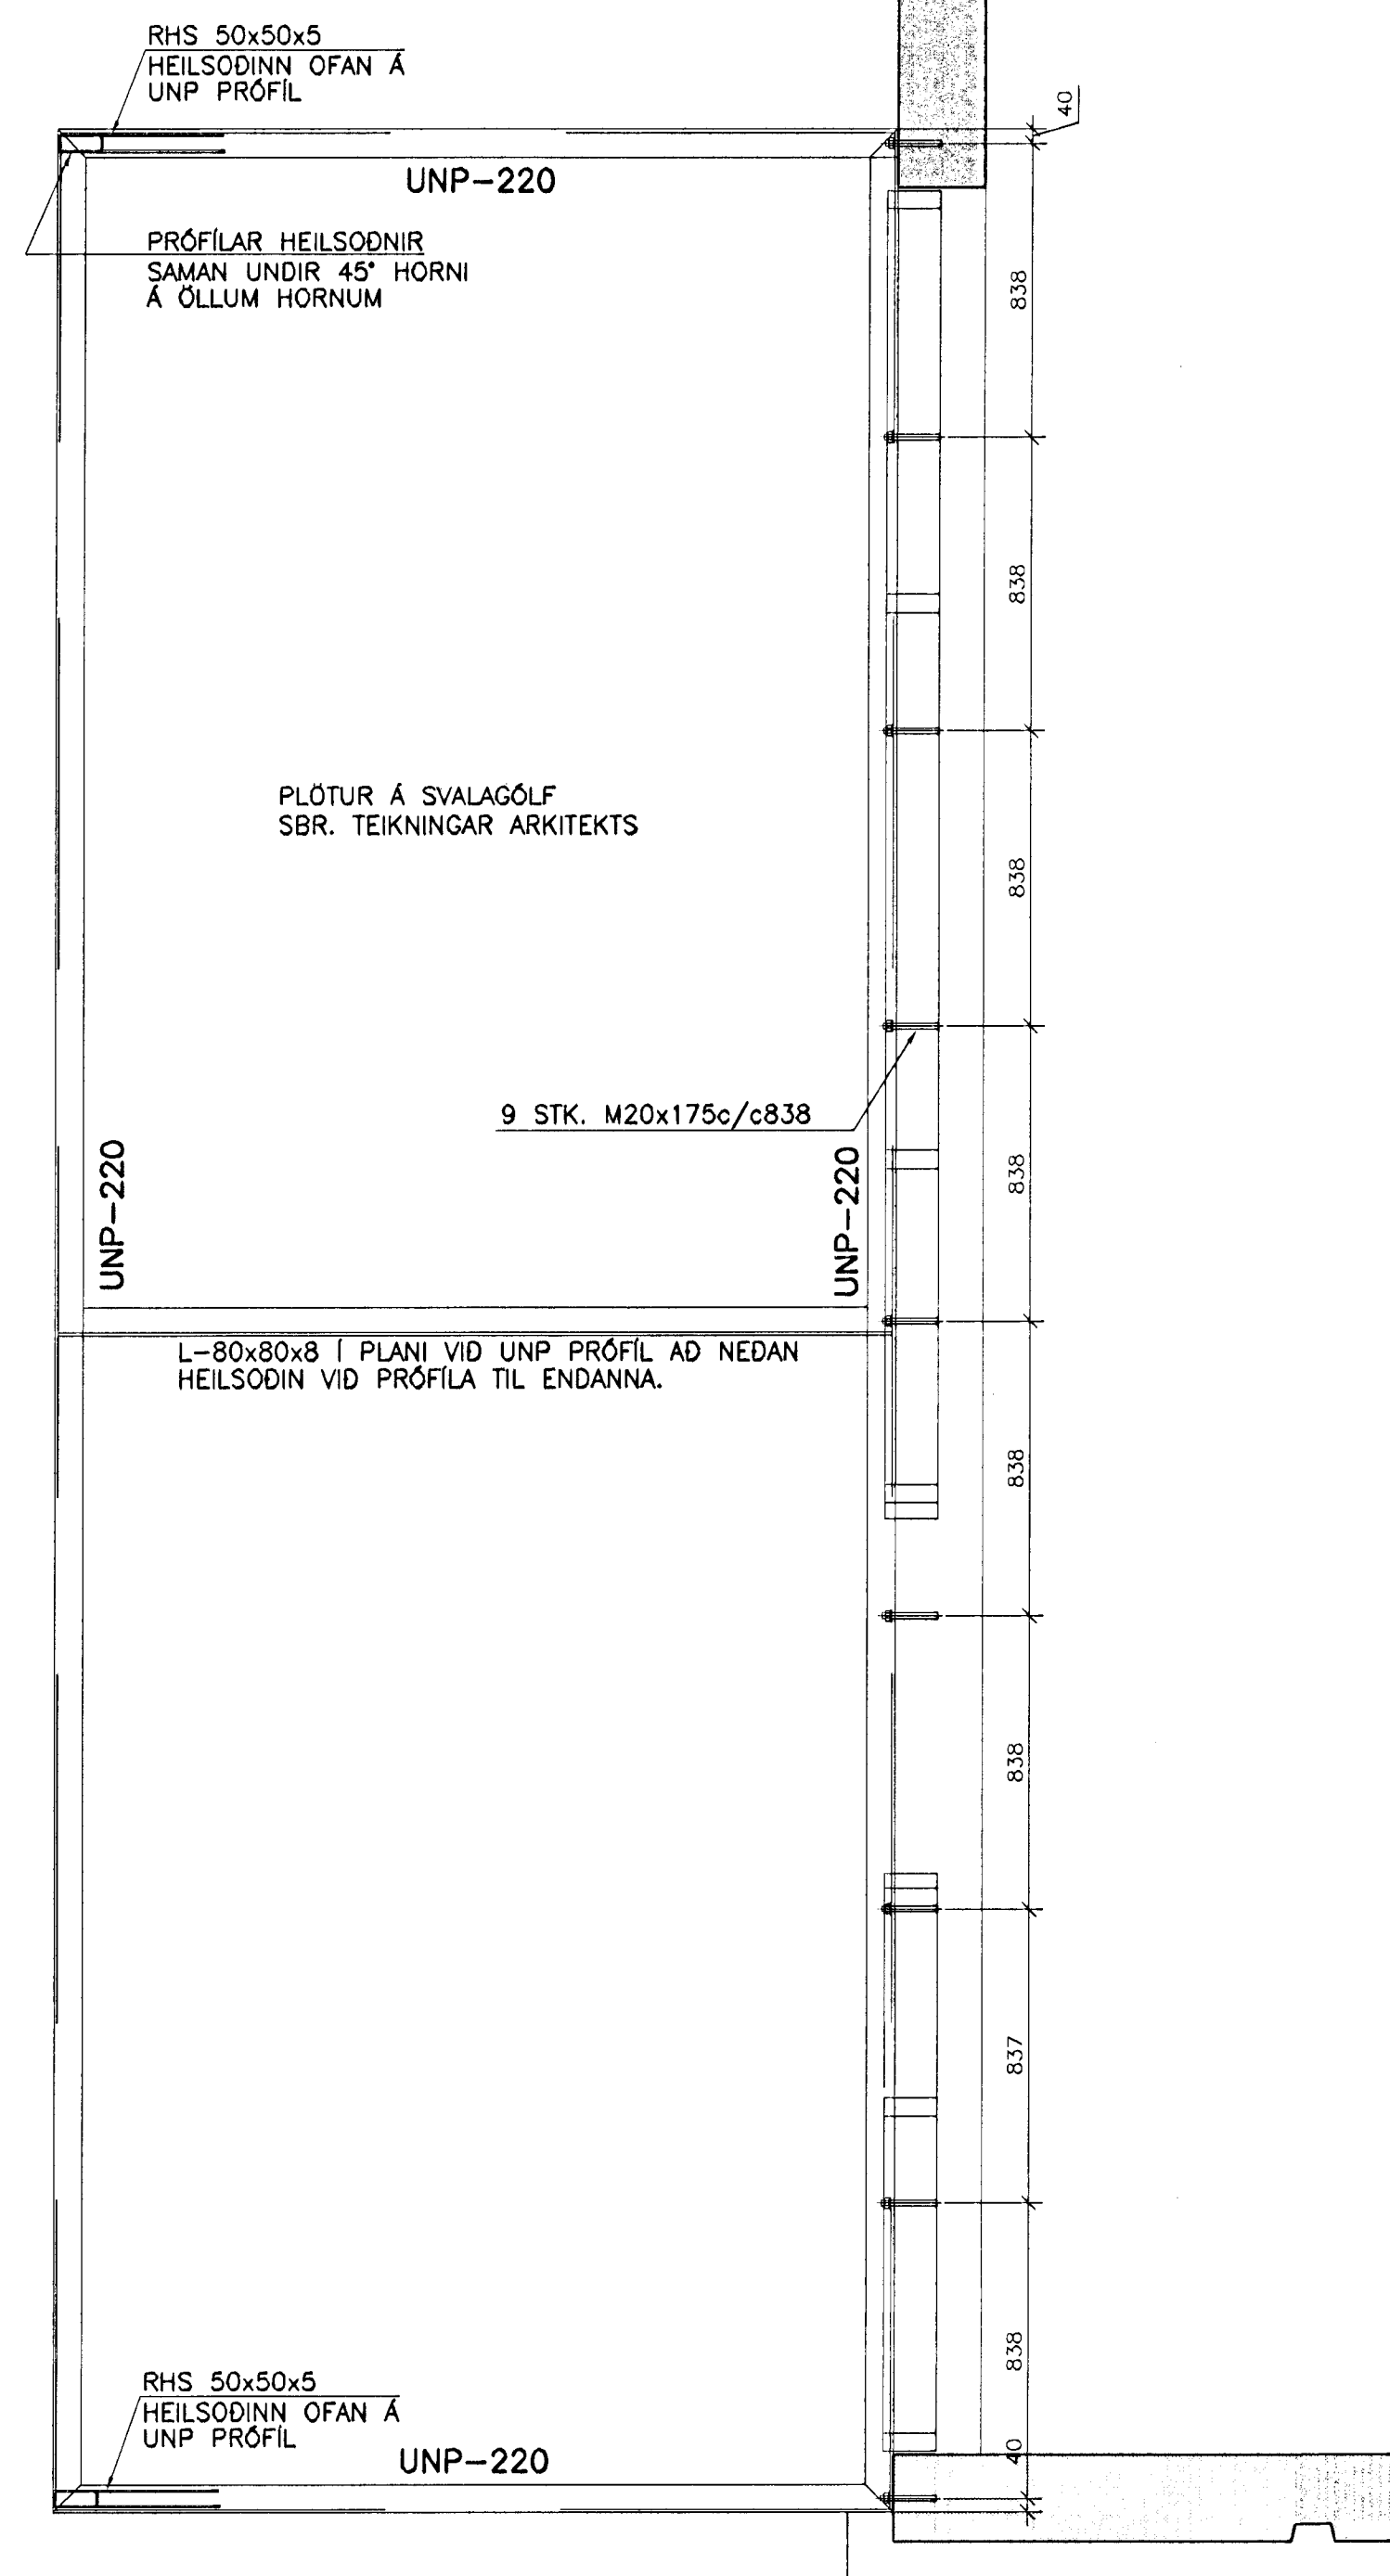 RHS 50x50x5
HEILSOÐINN OFAN Á
UNP PRÓFÍL
40
UNP-220
PRÓFÍLAR HEILSOÐNIR
SAMAN UNDIR 45° HORNI
Á ÖLLUM HORNUM
838
838
PLÖTUR Á SVALAGÓLF
SBR. TEIKNINGAR ARKITEKTS
838
9 STK. M20x175c/c838
UNP-220
UNP-220
838
L-80x80x8 Í PLANI VIÐ UNP PRÓFÍL AÐ NEÐAN
HEILSOÐIN VIÐ PRÓFÍLA TIL ENDANNA.
838
838
837
838
RHS 50x50x5
HEILSOÐINN OFAN Á
UNP PRÓFÍL
UNP-220
40